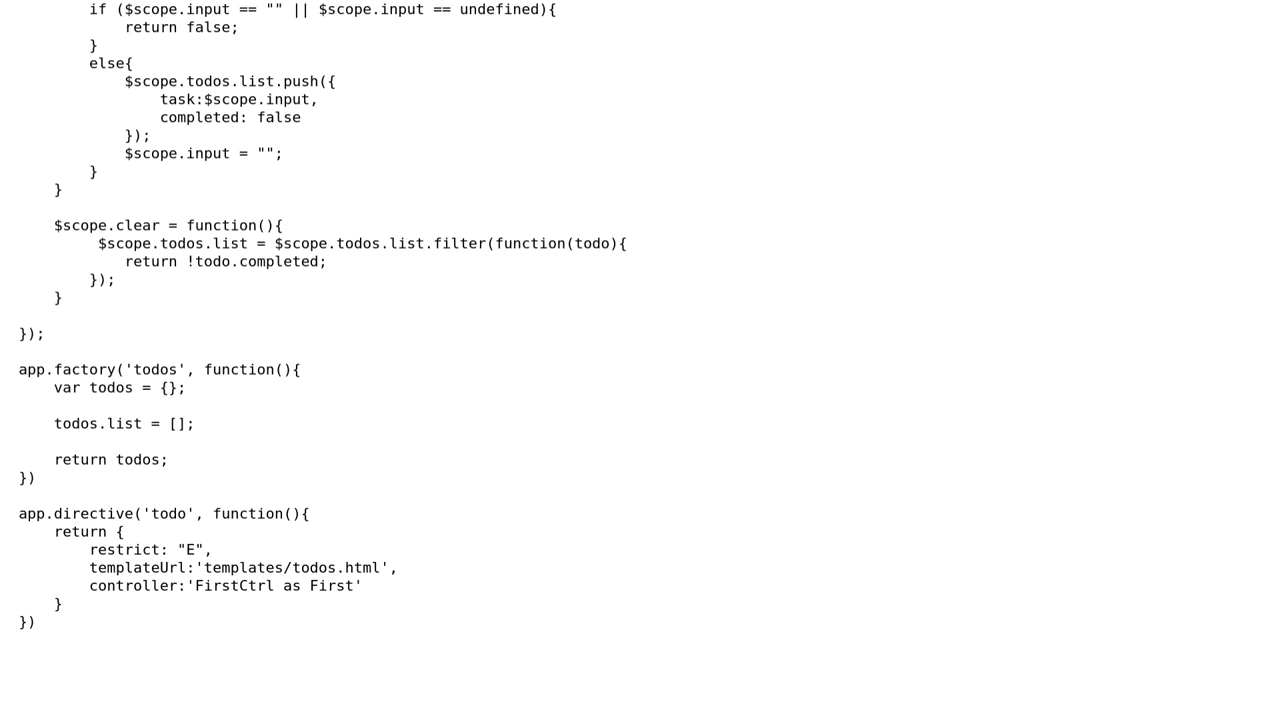 if ($scope.input == "" || $scope.input == undefined){
            return false;
        }
        else{
            $scope.todos.list.push({
                task:$scope.input,
                completed: false
            });
            $scope.input = "";
        }
    }

    $scope.clear = function(){
         $scope.todos.list = $scope.todos.list.filter(function(todo){
            return !todo.completed;
        });
    }

});

app.factory('todos', function(){
    var todos = {};

    todos.list = [];

    return todos;
})

app.directive('todo', function(){
    return {
        restrict: "E",
        templateUrl:'templates/todos.html',
        controller:'FirstCtrl as First'
    }
})